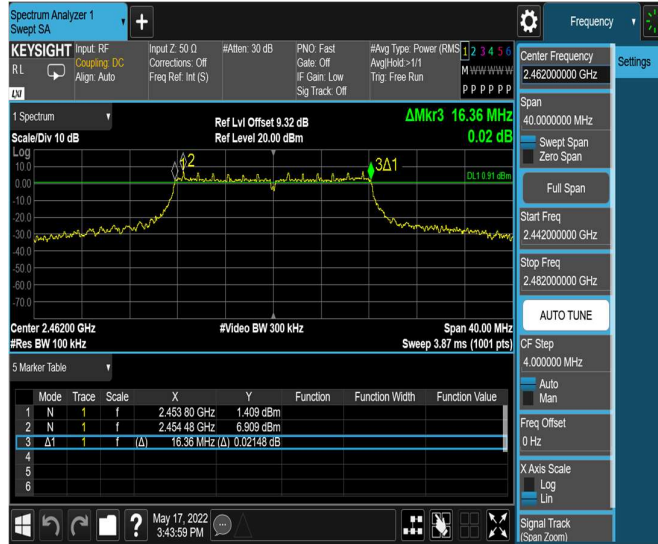 Spectrum Analyzer 1
Swept SA
+
Frequency
KEYSIGHT
RL
LXI
Input: RF
Coupling: DC
Align: Auto
Input Z: 50 Ω
Corrections: Off
Freq Ref: Int (S)
#Atten: 30 dB
PNO: Fast
Gate: Off
IF Gain: Low
Sig Track: Off
#Avg Type: Power (RMS
Avg|Hold:>1/1
Trig: Free Run
1 2 3 4 5 6
M W W W W W
P P P P P P
1 Spectrum
Scale/Div 10 dB
Log
Ref Lvl Offset 9.32 dB
Ref Level 20.00 dBm
ΔMkr3 16.36 MHz
0.02 dB
10.0
0.00
-10.0
-20.0
-30.0
-40.0
-50.0
-60.0
-70.0
2
3Δ1
DL1 0.91 dBm
Center 2.46200 GHz
#Res BW 100 kHz
#Video BW 300 kHz
Span 40.00 MHz
Sweep 3.87 ms (1001 pts)
5 Marker Table
Mode Trace Scale X Y Function Function Width Function Value
1 N 1 f 2.453 80 GHz 1.409 dBm
2 N 1 f 2.454 48 GHz 6.909 dBm
3 Δ1 1 f (Δ) 16.36 MHz (Δ) 0.02148 dB
4
5
6
May 17, 2022
3:43:59 PM
?
Center Frequency
2.462000000 GHz
Settings
Span
40.0000000 MHz
Swept Span
Zero Span
Full Span
Start Freq
2.442000000 GHz
Stop Freq
2.482000000 GHz
AUTO TUNE
CF Step
4.000000 MHz
Auto
Man
Freq Offset
0 Hz
X Axis Scale
Log
Lin
Signal Track
(Span Zoom)